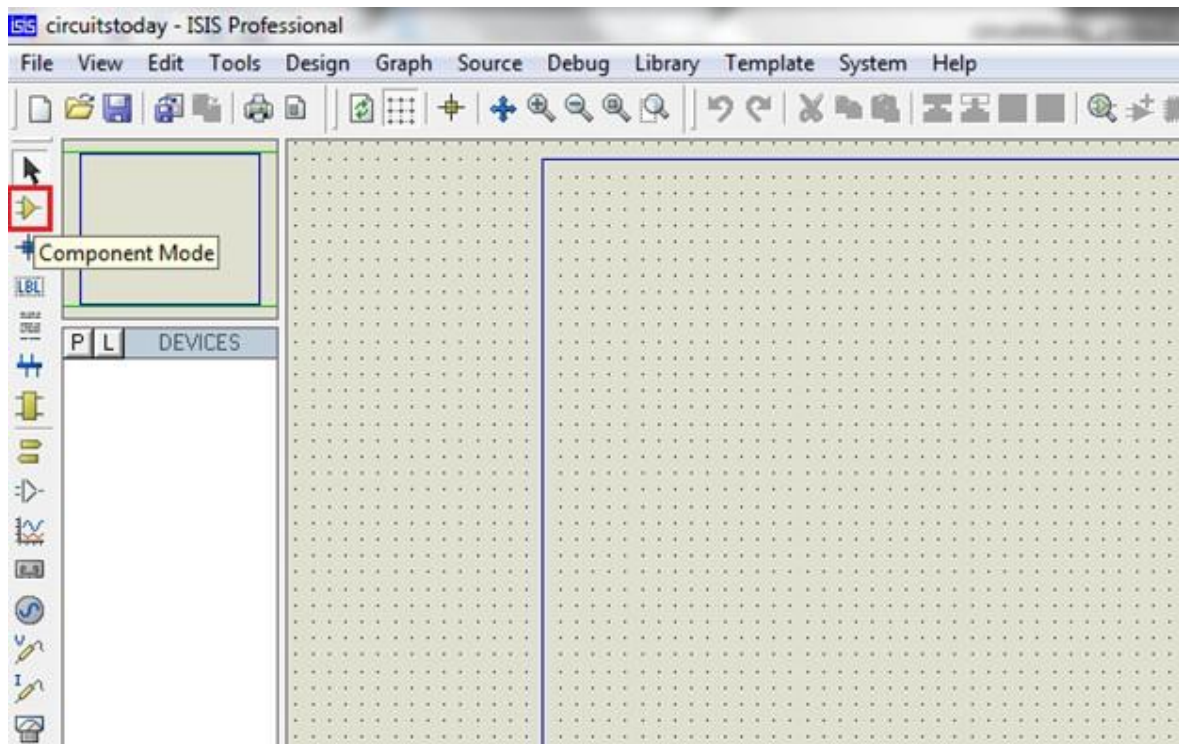 ISIS circuitstoday - ISIS Professional
File View Edit Tools Design Graph Source Debug Library Template System Help
Component Mode
LBL
P L DEVICES
V
I